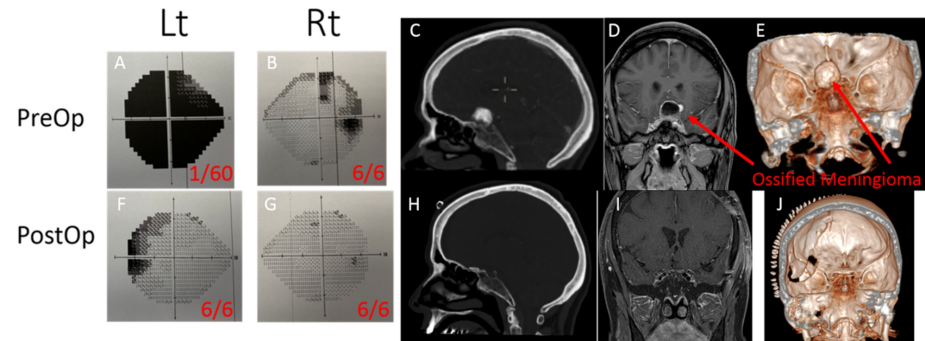 Lt Rt
PreOp
A
1/60
B
6/6
C
D
E
Ossified Meningioma
PostOp
F
6/6
G
6/6
H
I
J